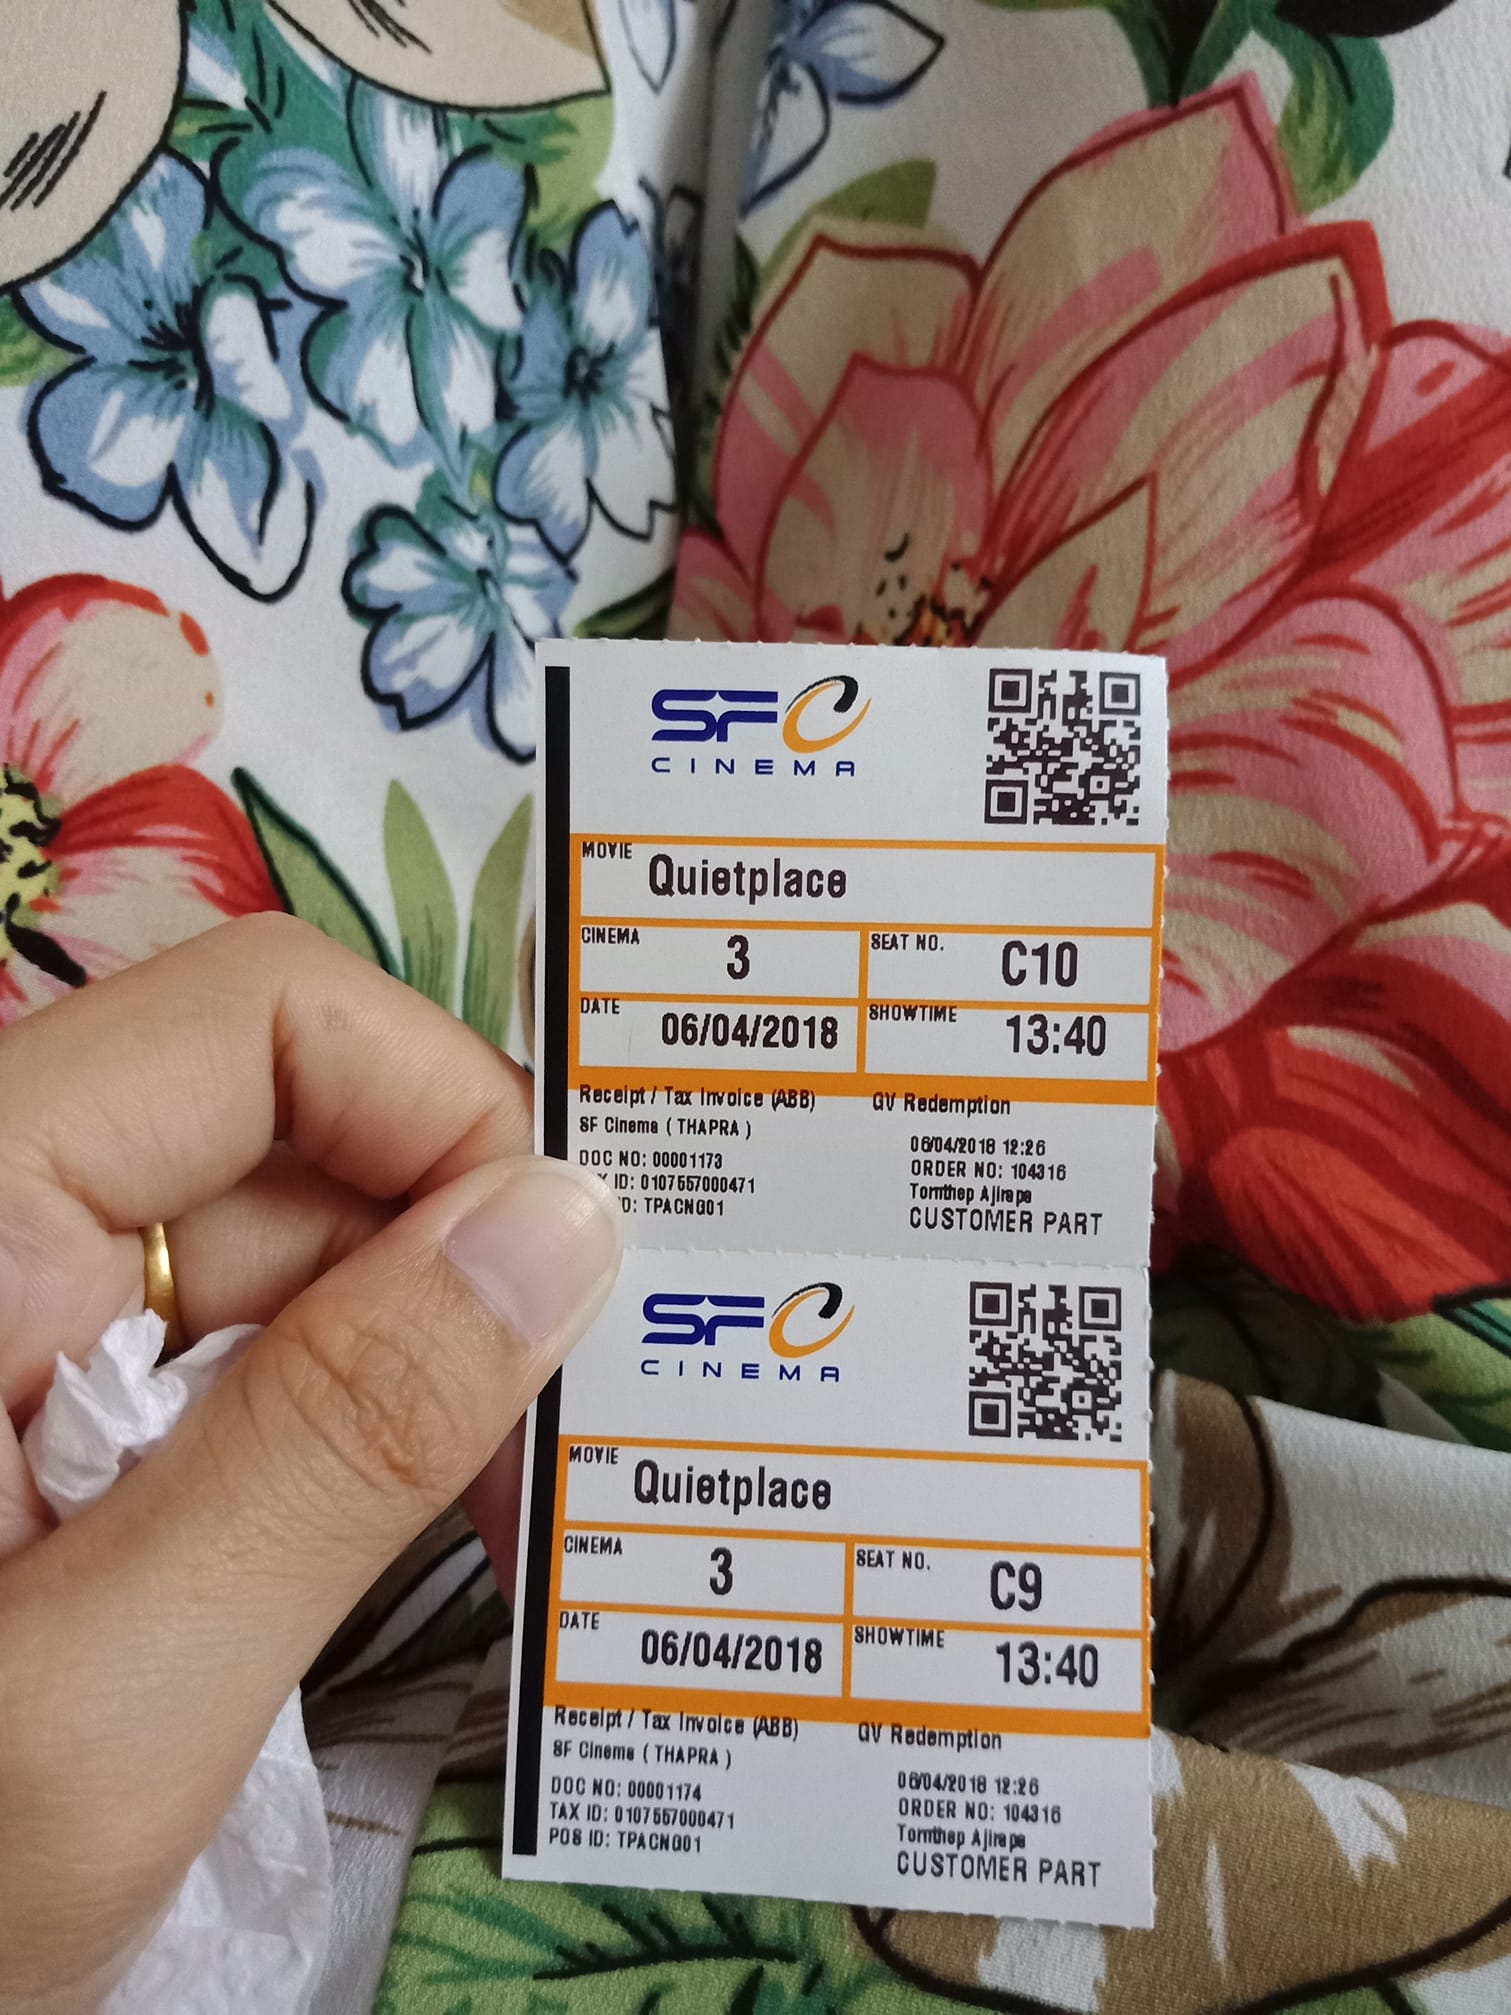 SFC
CINEMA
MOVIE Quietplace
CINEMA 3 SEAT NO. C10
DATE 06/04/2018 SHOWTIME 13:40
Receipt / Tax Invoice (ABB) GV Redemption
SF Cinema ( THAPRA )
06/04/2018 12:26
DOC NO: 00001173
ORDER NO: 104316
ID: 0107557000471
Tornthep Ajirapa
D: TPACNG01
CUSTOMER PART
SFC
CINEMA
MOVIE Quietplace
CINEMA 3 SEAT NO. C9
DATE 06/04/2018 SHOWTIME 13:40
Receipt / Tax Invoice (ABB) GV Redemption
SF Cinema ( THAPRA )
06/04/2018 12:26
DOC NO: 00001174
ORDER NO: 104316
TAX ID: 0107557000471
Tornthep Ajirapa
POS ID: TPACNG01
CUSTOMER PART